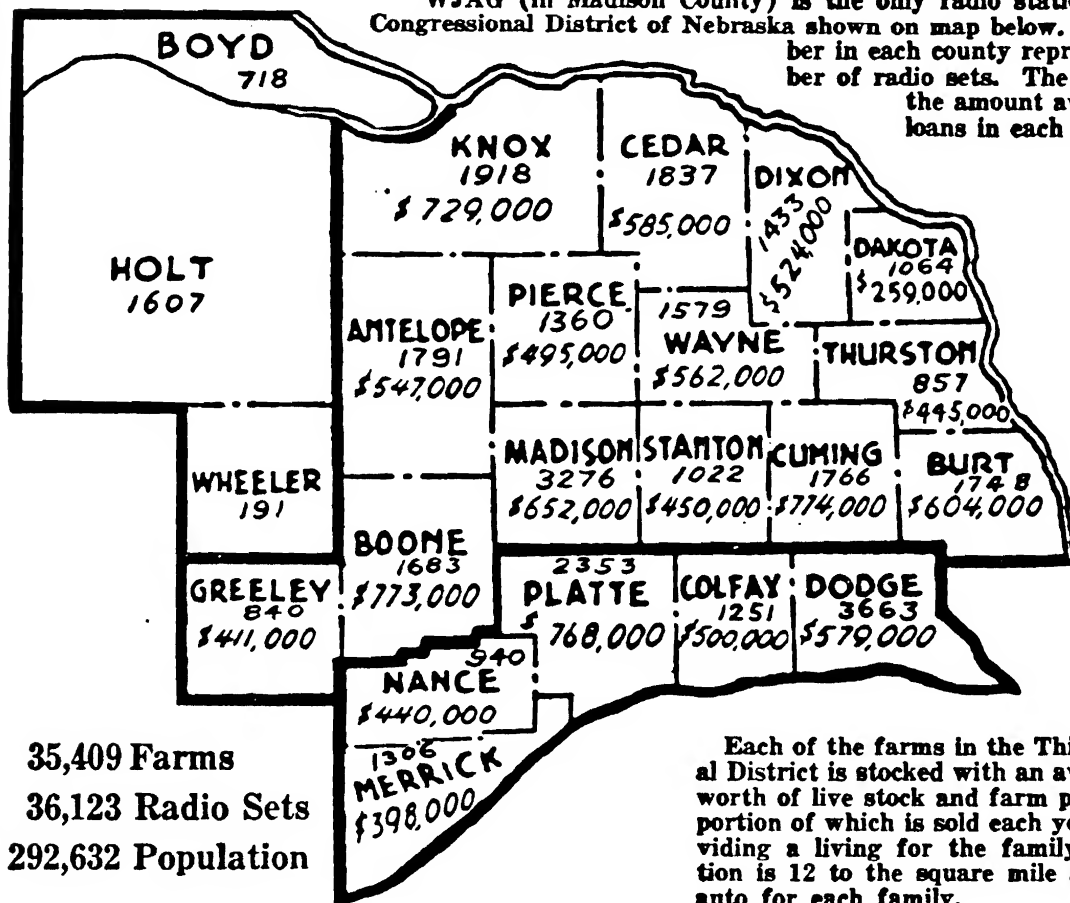 WJAG (in Madison County) is the only radio
Congressional District of Nebraska shown on map below.
ber in each county
ber of radio sets. The
the amount
loans in each
BOYD
718
KNOX
1918
$729,000
CEDAR
1837
$585,000
DIXON
1433
$524,000
DAKOTA
1064
$259,000
HOLT
1607
ANTELOPE
1791
$547,000
PIERCE
1360
$495,000
1579
WAYNE
$562,000
THURSTON
857
$445,000
WHEELER
191
MADISON
3276
$652,000
STANTON
1022
$450,000
CUMING
1766
$774,000
BURT
1748
$604,000
BOONE
1683
$773,000
GREELEY
840
$411,000
2353
PLATTE
$768,000
COLFAX
1251
$500,000
DODGE
3663
$579,000
940
NANCE
$440,000
1306
MERRICK
$398,000
35,409 Farms
36,123 Radio Sets
292,632 Population
Each of the farms in the
al District is stocked with an
worth of live stock and farm
portion of which is sold each
viding a living for the family
tion is 12 to the square mile
auto for each family.